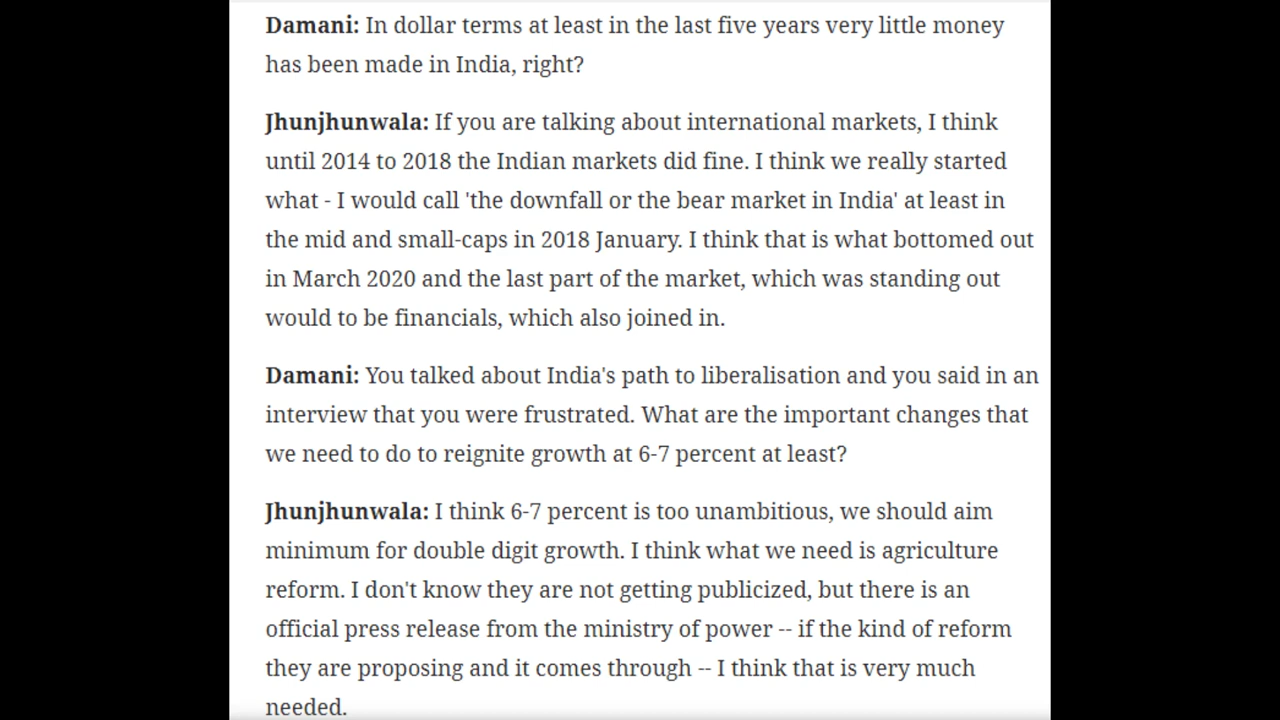 Damani: In dollar terms at least in the last five years very little money
has been made in India, right?
Jhunjhunwala: If you are talking about international markets, I think
until 2014 to 2018 the Indian markets did fine. I think we really started
what - I would call 'the downfall or the bear market in India' at least in
the mid and small-caps in 2018 January. I think that is what bottomed out
in March 2020 and the last part of the market, which was standing out
would to be financials, which also joined in.
Damani: You talked about India's path to liberalisation and you said in an
interview that you were frustrated. What are the important changes that
we need to do to reignite growth at 6-7 percent at least?
Jhunjhunwala: I think 6-7 percent is too unambitious, we should aim
minimum for double digit growth. I think what we need is agriculture
reform. I don't know they are not getting publicized, but there is an
official press release from the ministry of power -- if the kind of reform
they are proposing and it comes through -- I think that is very much
needed.